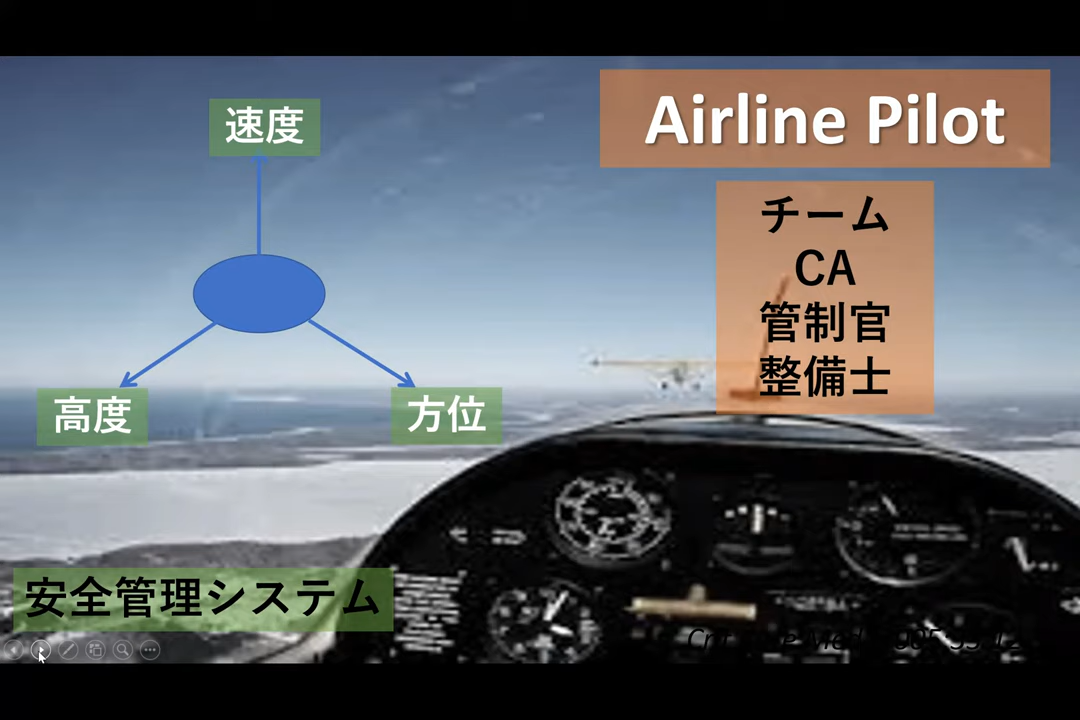 Airline Pilot
速度
チーム
CA
管制官
整備士
高度
方位
安全管理システム